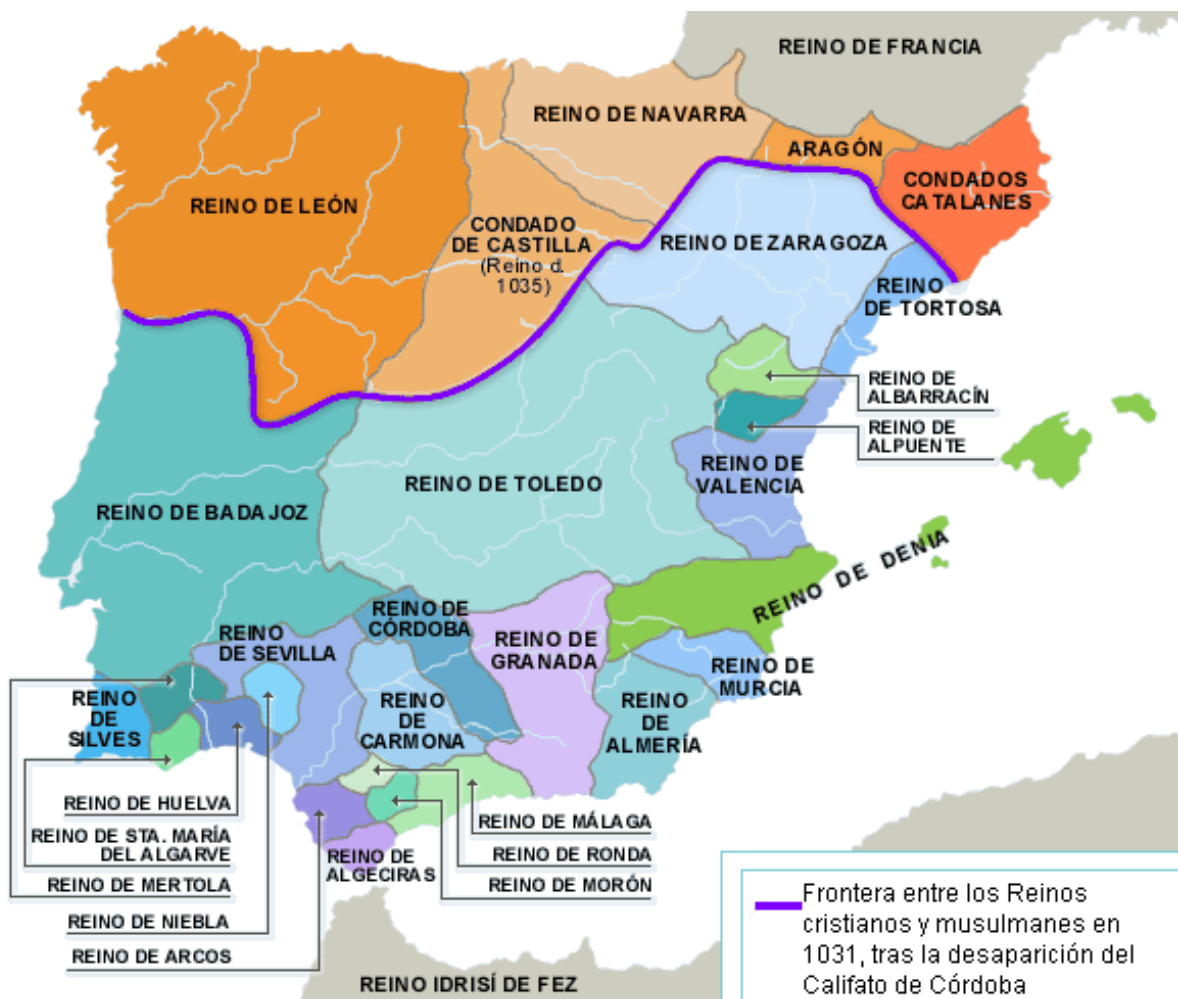 REINO DE FRANCIA
REINO DE NAVARRA
ARAGÓN
CONDADOS
CATALANES
REINO DE LEÓN
CONDADO
DE CASTILLA
(Reino d.
1035)
REINO DE ZARAGOZA
REINO
DE TORTOSA
REINO DE
ALBARRACÍN
REINO DE
ALPUENTE
REINO DE
VALENCIA
REINO DE TOLEDO
REINO DE BADAJOZ
REINO DE DENIA
REINO DE
CÓRDOBA
REINO
DE SEVILLA
REINO DE
GRANADA
REINO DE
MURCIA
REINO
DE
SILVES
REINO
DE
CARMONA
REINO
DE
ALMERÍA
REINO DE HUELVA
REINO DE STA. MARÍA
DEL ALGARVE
REINO DE MERTOLA
REINO DE NIEBLA
REINO DE ARCOS
REINO DE
ALGECIRAS
REINO DE MÁLAGA
REINO DE RONDA
REINO DE MORÓN
REINO IDRISÍ DE FEZ
Frontera entre los Reinos
cristianos y musulmanes en
1031, tras la desaparición del
Califato de Córdoba